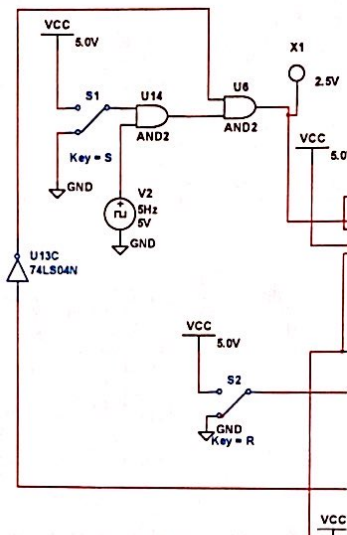 VCC
5.0V
S1
Key = S
GND
U14
AND2
U6
AND2
X1
2.5V
VCC
5.0
V2
5Hz
5V
GND
U13C
74LS04N
VCC
5.0V
S2
GND
Key = R
VCC